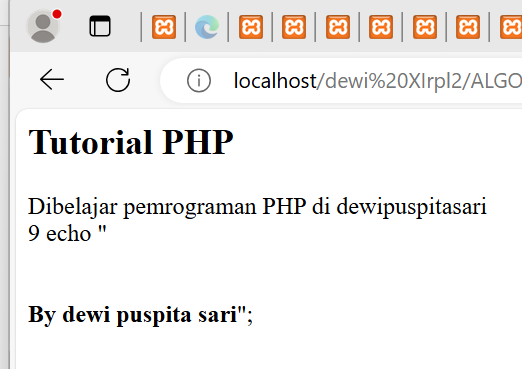 localhost/dewi%20XIrpl2/ALGO
Tutorial PHP
Dibelajar pemrograman PHP di dewipuspitasari
9 echo "
By dewi puspita sari";